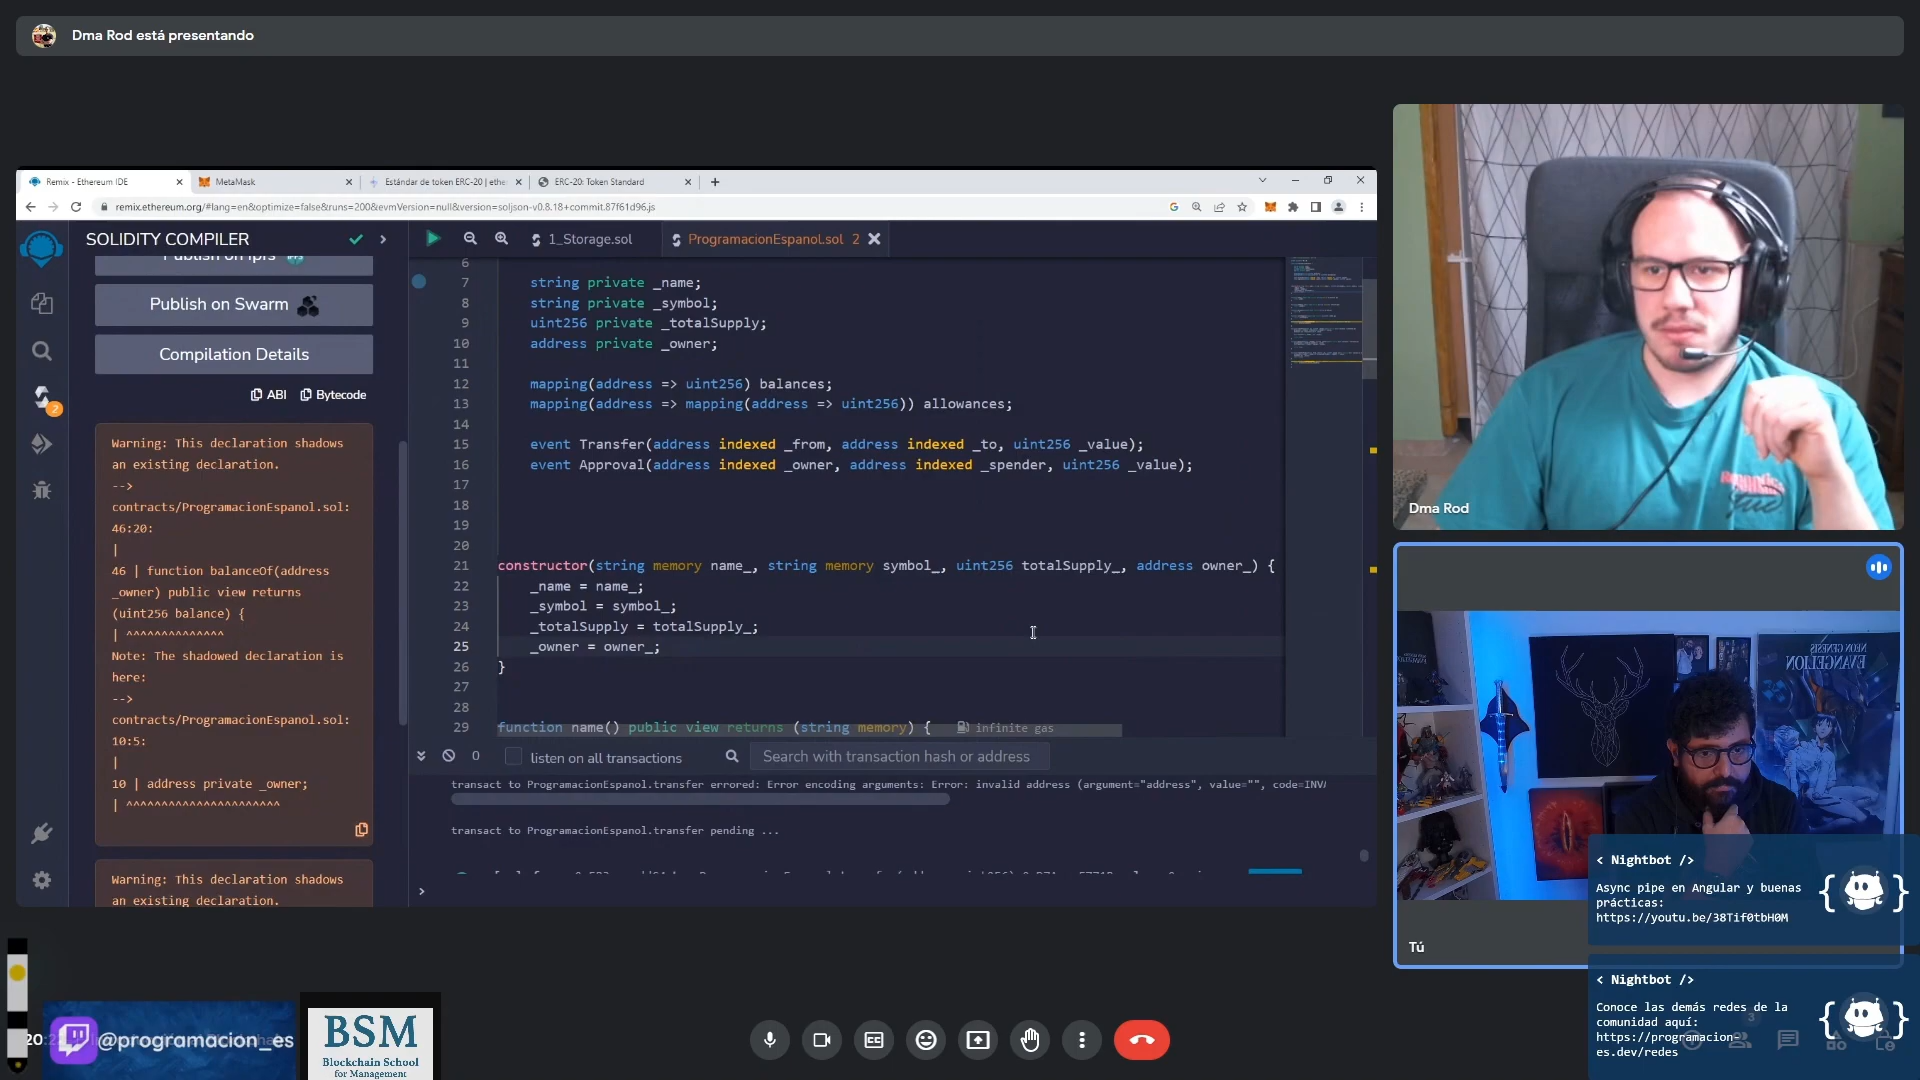 Dma Rod está presentando
Remix - Ethereum IDE
MetaMask
Estándar de token ERC-20 | ethe
ERC-20: Token Standard
remix.ethereum.org/#lang=en&optimize=false&runs=200&evmVersion=null&version=soljson-v0.8.18+commit.87f61d96.js
SOLIDITY COMPILER
1_Storage.sol
ProgramacionEspanol.sol 2
Publish on Ipfs
Publish on Swarm
Compilation Details
ABI
Bytecode
2
Warning: This declaration shadows
an existing declaration.
-->
contracts/ProgramacionEspanol.sol:
46:20:
|
46 | function balanceOf(address
_owner) public view returns
(uint256 balance) {
| ^^^^^^^^^^^^^^
Note: The shadowed declaration is
here:
-->
contracts/ProgramacionEspanol.sol:
10:5:
|
10 | address private _owner;
| ^^^^^^^^^^^^^^^^^^^^^^
Warning: This declaration shadows
an existing declaration.
6
7 string private _name;
8 string private _symbol;
9 uint256 private _totalSupply;
10 address private _owner;
11
12 mapping(address => uint256) balances;
13 mapping(address => mapping(address => uint256)) allowances;
14
15 event Transfer(address indexed _from, address indexed _to, uint256 _value);
16 event Approval(address indexed _owner, address indexed _spender, uint256 _value);
17
18
19
20
21 constructor(string memory name_, string memory symbol_, uint256 totalSupply_, address owner_) {
22 _name = name_;
23 _symbol = symbol_;
24 _totalSupply = totalSupply_;
25 _owner = owner_;
26 }
27
28
29 function name() public view returns (string memory) { infinite gas
0
listen on all transactions
Search with transaction hash or address
transact to ProgramacionEspanol.transfer errored: Error encoding arguments: Error: invalid address (argument="address", value="", code=INV
transact to ProgramacionEspanol.transfer pending ...
>
Dma Rod
NEON GENESIS
EVANGELION
Tú
< Nightbot />
Async pipe en Angular y buenas
prácticas:
https://youtu.be/38Tif0tbH0M
< Nightbot />
Conoce las demás redes de la
comunidad aquí:
https://programacion-
es.dev/redes
3
@programacion_es
BSM
Blockchain School
for Management